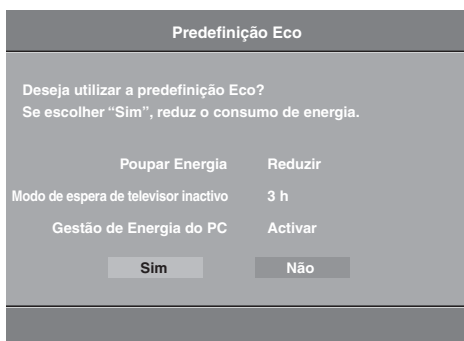 Predefinição Eco
Deseja utilizar a predefinição Eco?
Se escolher “Sim”, reduz o consumo de energia.
Poupar Energia Reduzir
Modo de espera de televisor inactivo 3 h
Gestão de Energia do PC Activar
Sim Não